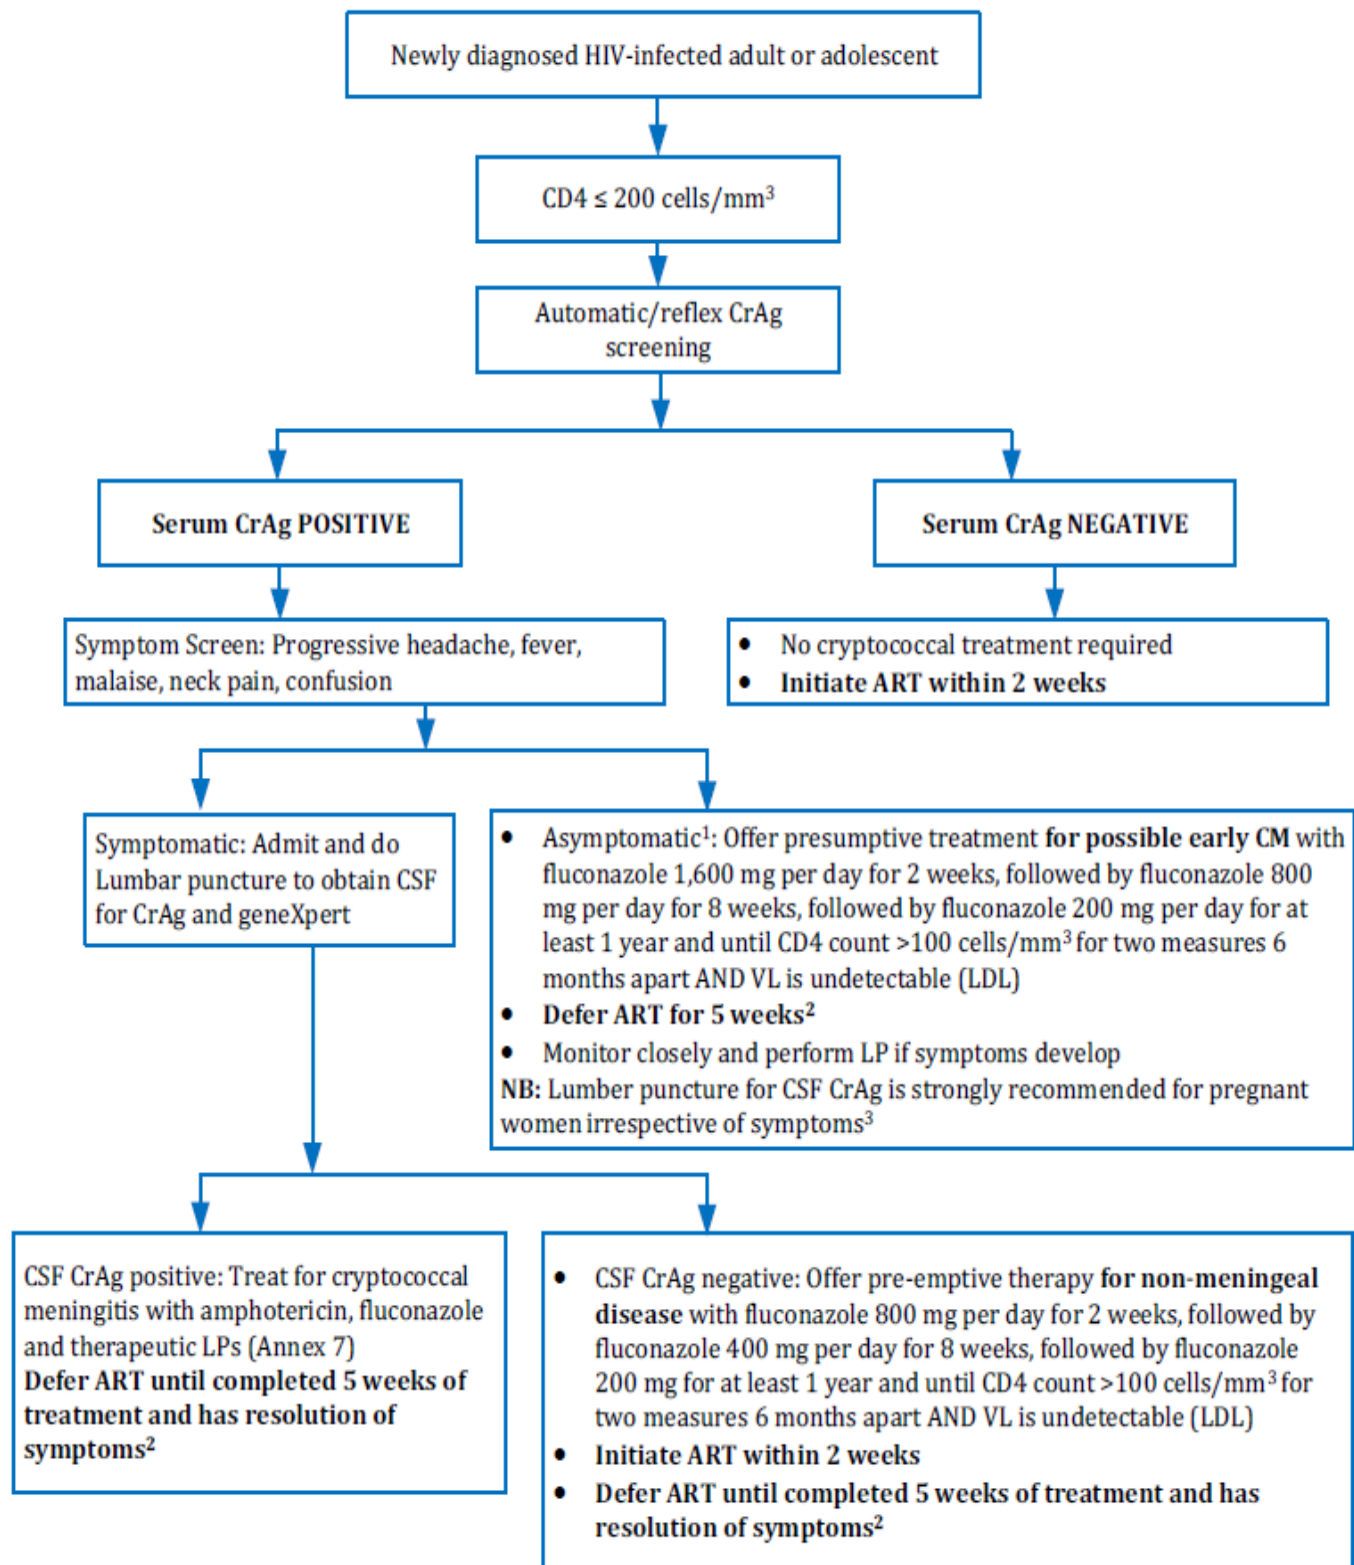 Newly diagnosed HIV-infected adult or adolescent
CD4 ≤ 200 cells/mm³
Automatic/reflex CrAg
screening
Serum CrAg POSITIVE
Serum CrAg NEGATIVE
Symptom Screen: Progressive headache, fever,
malaise, neck pain, confusion
• No cryptococcal treatment required
• Initiate ART within 2 weeks
Symptomatic: Admit and do
Lumbar puncture to obtain CSF
for CrAg and geneXpert
• Asymptomatic¹: Offer presumptive treatment for possible early CM with
fluconazole 1,600 mg per day for 2 weeks, followed by fluconazole 800
mg per day for 8 weeks, followed by fluconazole 200 mg per day for at
least 1 year and until CD4 count >100 cells/mm³ for two measures 6
months apart AND VL is undetectable (LDL)
• Defer ART for 5 weeks²
• Monitor closely and perform LP if symptoms develop
NB: Lumber puncture for CSF CrAg is strongly recommended for pregnant
women irrespective of symptoms³
CSF CrAg positive: Treat for cryptococcal
meningitis with amphotericin, fluconazole
and therapeutic LPs (Annex 7)
Defer ART until completed 5 weeks of
treatment and has resolution of
symptoms²
• CSF CrAg negative: Offer pre-emptive therapy for non-meningeal
disease with fluconazole 800 mg per day for 2 weeks, followed by
fluconazole 400 mg per day for 8 weeks, followed by fluconazole
200 mg for at least 1 year and until CD4 count >100 cells/mm³ for
two measures 6 months apart AND VL is undetectable (LDL)
• Initiate ART within 2 weeks
• Defer ART until completed 5 weeks of treatment and has
resolution of symptoms²